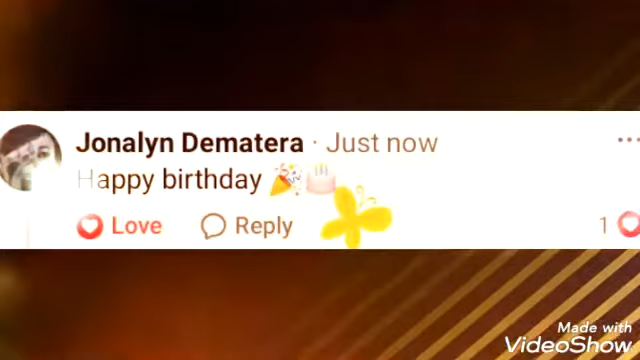 Jonalyn Dematera · Just now
Happy birthday 🎉🎂
Love Reply 1
Made with
VideoShow